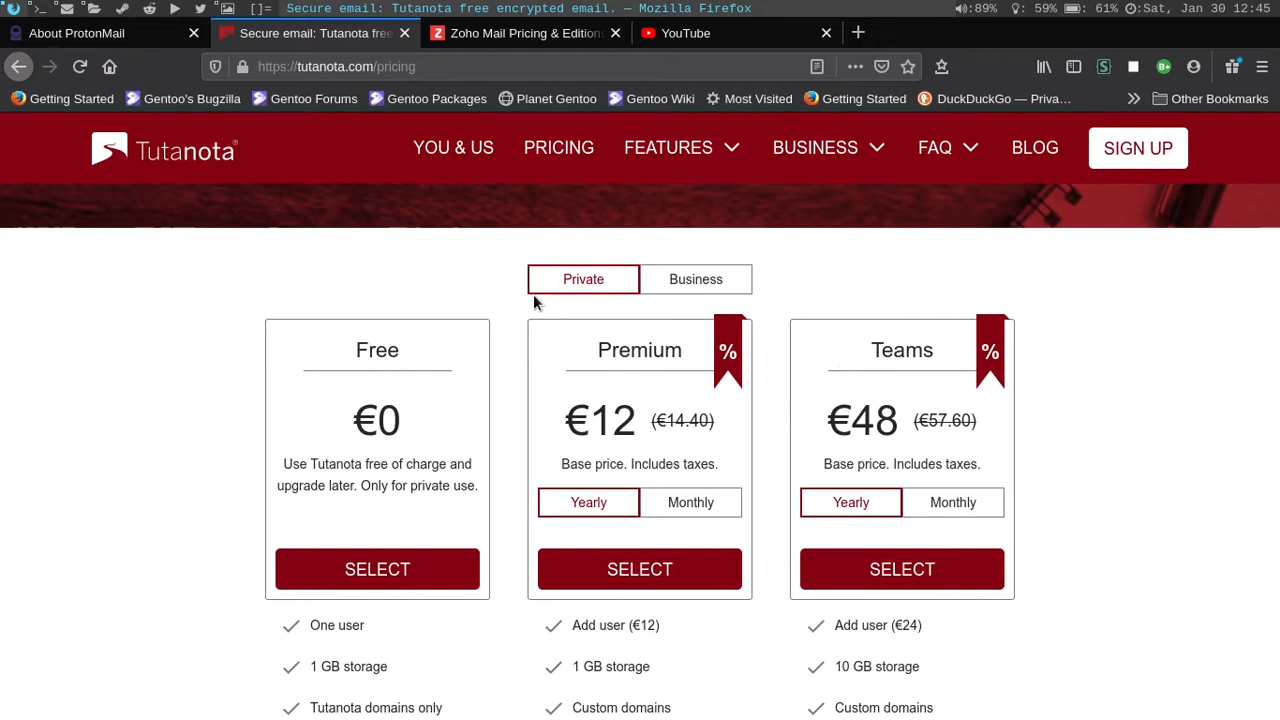 >_
[]= Secure email: Tutanota free encrypted email. — Mozilla Firefox
:89% : 59% : 61% :Sat, Jan 30 12:45
About ProtonMail
Secure email: Tutanota free
Zoho Mail Pricing & Editions
YouTube
https://tutanota.com/pricing
Getting Started
Gentoo's Bugzilla
Gentoo Forums
Gentoo Packages
Planet Gentoo
Gentoo Wiki
Most Visited
Getting Started
DuckDuckGo — Priva…
Other Bookmarks
Tutanota
YOU & US
PRICING
FEATURES
BUSINESS
FAQ
BLOG
SIGN UP
Private
Business
Free
€0
Use Tutanota free of charge and
upgrade later. Only for private use.
SELECT
One user
1 GB storage
Tutanota domains only
Premium
%
€12 (€14.40)
Base price. Includes taxes.
Yearly
Monthly
SELECT
Add user (€12)
1 GB storage
Custom domains
Teams
%
€48 (€57.60)
Base price. Includes taxes.
Yearly
Monthly
SELECT
Add user (€24)
10 GB storage
Custom domains